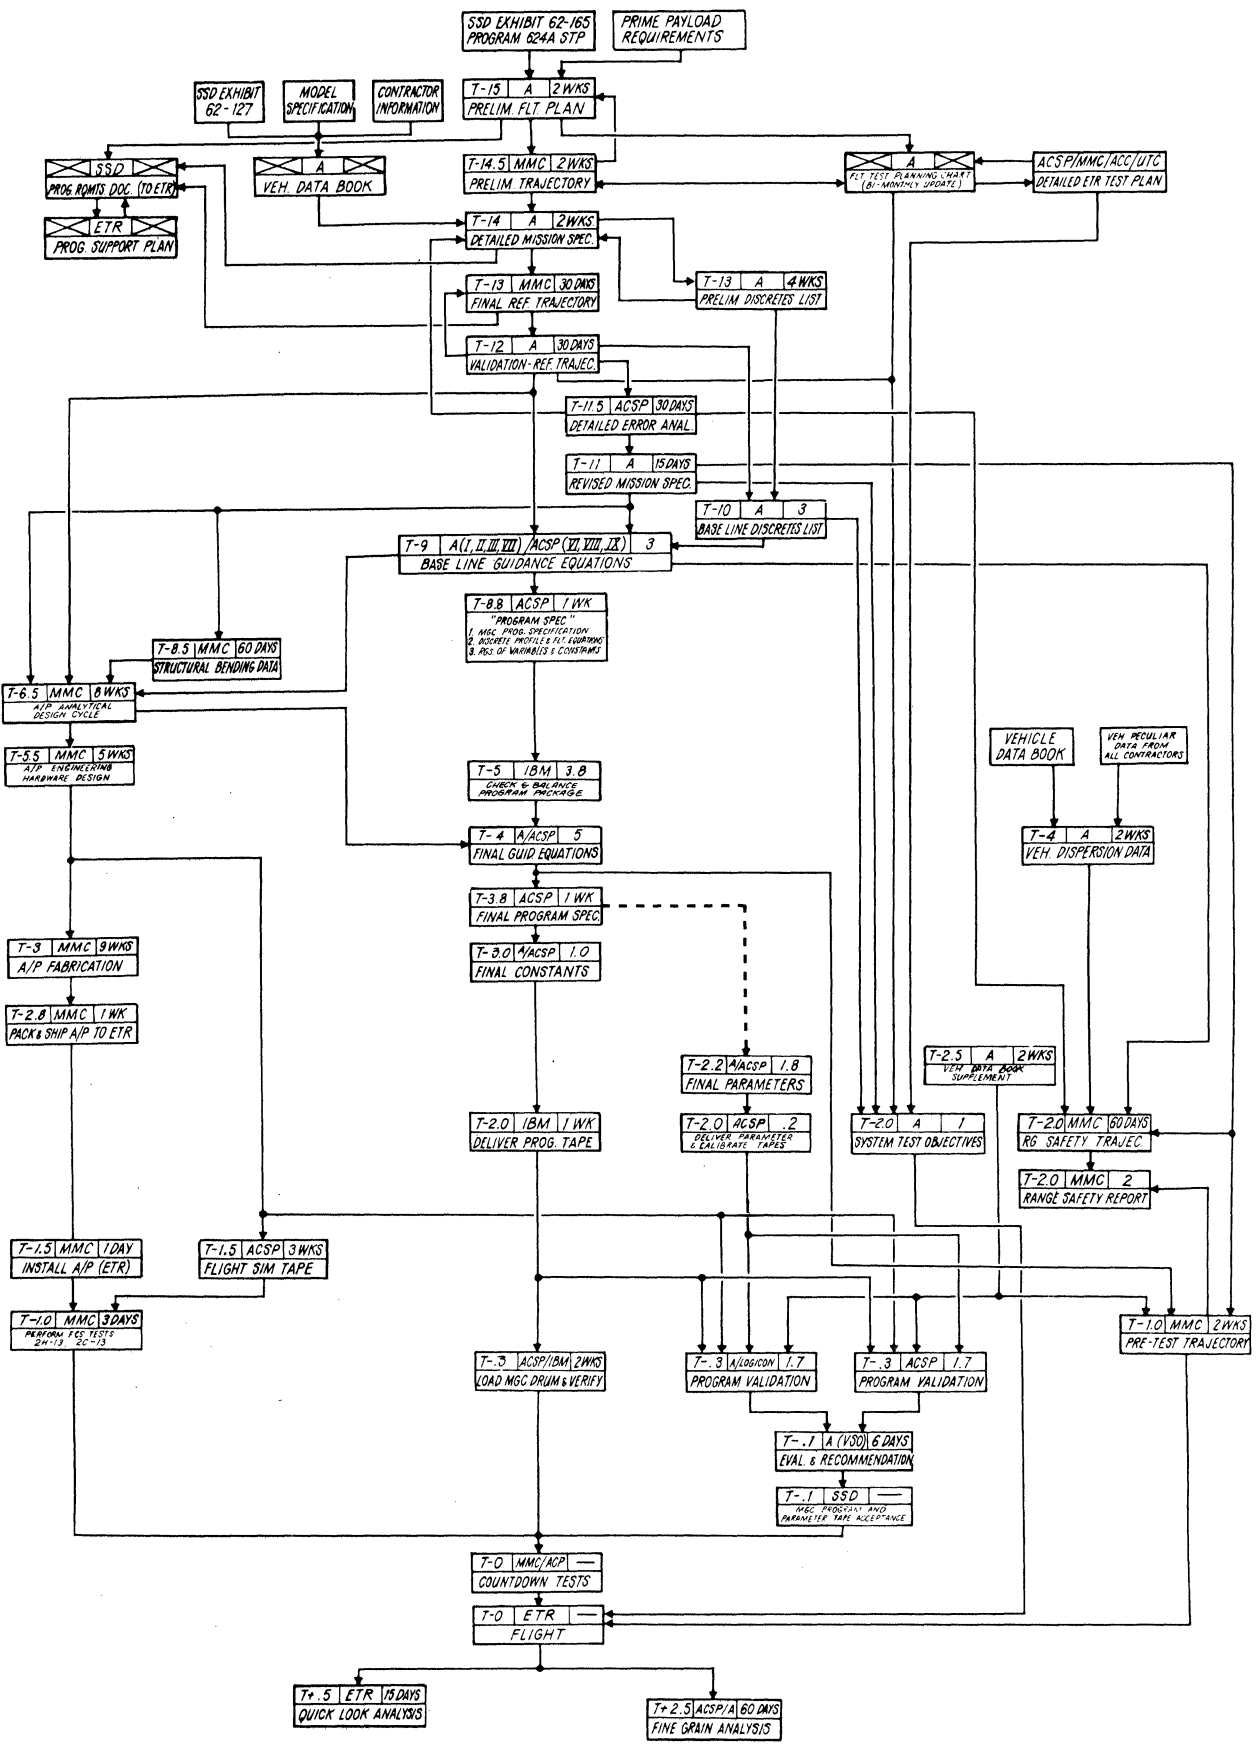 SSD EXHIBIT 62-165
PROGRAM 624A STP
PRIME PAYLOAD
REQUIREMENTS
SSD EXHIBIT
62-127
MODEL
SPECIFICATION
CONTRACTOR
INFORMATION
T-15 A 2 WKS
PRELIM. FLT. PLAN
SSD
PROG. RQMTS DOC. (TO ETR)
A
VEH. DATA BOOK
T-14.5 MMC 2 WKS
PRELIM. TRAJECTORY
A
FLT. TEST PLANNING CHART
(BI-MONTHLY UPDATE)
ACSP/MMC/ACC/UTC
DETAILED ETR TEST PLAN
ETR
PROG. SUPPORT PLAN
T-14 A 2 WKS.
DETAILED MISSION SPEC.
T-13 MMC 30 DAYS
FINAL REF. TRAJECTORY
T-13 A 4 WKS
PRELIM DISCRETES LIST
T-12 A 30 DAYS
VALIDATION-REF. TRAJEC.
T-11.5 ACSP 30 DAYS
DETAILED ERROR ANAL.
T-11 A 15 DAYS
REVISED MISSION SPEC.
T-10 A 3
BASE LINE DISCRETES LIST
T-9 A (I, II, III, VII) / ACSP (VI, VIII, IX) 3
BASE LINE GUIDANCE EQUATIONS
T-8.8 ACSP 1 WK
"PROGRAM SPEC"
1. MGC PROG. SPECIFICATION
2. DISCRETE PROFILE & FLT. EQUATIONS
3. RGS. OF VARIABLES & CONSTANTS
T-8.5 MMC 60 DAYS
STRUCTURAL BENDING DATA
T-6.5 MMC 8 WKS
A/P ANALYTICAL
DESIGN CYCLE
T-5.5 MMC 5 WKS
A/P ENGINEERING
HARDWARE DESIGN
VEHICLE
DATA BOOK
VEH PECULIAR
DATA FROM
ALL CONTRACTORS
T-5 IBM 3.8
CHECK & BALANCE
PROGRAM PACKAGE
T-4 A/ACSP 5
FINAL GUID EQUATIONS
T-4 A 2 WKS
VEH. DISPERSION DATA
T-3.8 ACSP 1 WK
FINAL PROGRAM SPEC.
T-3 MMC 9 WKS
A/P FABRICATION
T-3.0 A/ACSP 1.0
FINAL CONSTANTS
T-2.8 MMC 1 WK
PACK & SHIP A/P TO ETR
T-2.2 A/ACSP 1.8
FINAL PARAMETERS
T-2.5 A 2 WKS
VEH DATA BOOK
SUPPLEMENT
T-2.0 IBM 1 WK
DELIVER PROG. TAPE
T-2.0 ACSP .2
DELIVER PARAMETER
& CALIBRATE TAPES
T-2.0 A 1
SYSTEM TEST OBJECTIVES
T-2.0 MMC 60 DAYS
RG SAFETY TRAJEC.
T-2.0 MMC 2
RANGE SAFETY REPORT
T-1.5 MMC 1 DAY
INSTALL A/P (ETR)
T-1.5 ACSP 3 WKS
FLIGHT SIM TAPE
T-1.0 MMC 3 DAYS
PERFORM FCS TESTS
2H-13, 2C-13
T-1.0 MMC 2 WKS
PRE-TEST TRAJECTORY
T-.3 ACSP/IBM 2 WKS
LOAD MGC DRUM & VERIFY
T-.3 A/LOGICON 1.7
PROGRAM VALIDATION
T-.3 ACSP 1.7
PROGRAM VALIDATION
T-.1 A (VSO) 6 DAYS
EVAL. & RECOMMENDATION
T-.1 SSD —
MGC PROGRAM AND
PARAMETER TAPE ACCEPTANCE
T-0 MMC/ACP —
COUNTDOWN TESTS
T-0 ETR —
FLIGHT
T+.5 ETR 15 DAYS
QUICK LOOK ANALYSIS
T+2.5 ACSP/A 60 DAYS
FINE GRAIN ANALYSIS